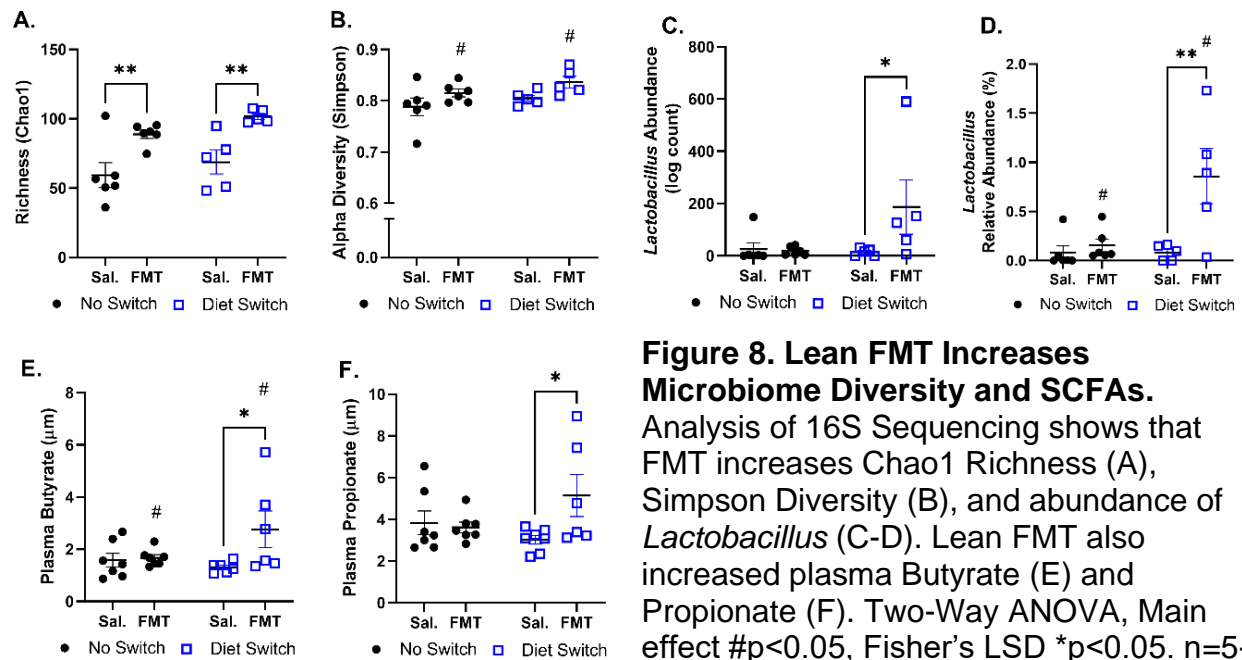 A.
**
**
Richness (Chao1)
150
100
50
0
Sal. FMT Sal. FMT
No Switch Diet Switch
B.
#
#
Alpha Diversity (Simpson)
0.9
0.8
0.7
0.6
0.0
Sal. FMT Sal. FMT
No Switch Diet Switch
C.
*
Lactobacillus Abundance
(log count)
800
600
400
200
0
Sal. FMT Sal. FMT
No Switch Diet Switch
D.
#
**
#
Lactobacillus
Relative Abundance (%)
2.0
1.5
1.0
0.5
0.0
Sal. FMT Sal. FMT
No Switch Diet Switch
E.
#
*
#
Plasma Butyrate (µm)
8
6
4
2
0
Sal. FMT Sal. FMT
No Switch Diet Switch
F.
*
Plasma Propionate (µm)
10
8
6
4
2
0
Sal. FMT Sal. FMT
No Switch Diet Switch
Figure 8. Lean FMT Increases
Microbiome Diversity and SCFAs.
Analysis of 16S Sequencing shows that
FMT increases Chao1 Richness (A),
Simpson Diversity (B), and abundance of
Lactobacillus (C-D). Lean FMT also
increased plasma Butyrate (E) and
Propionate (F). Two-Way ANOVA, Main
effect #p<0.05, Fisher's LSD *p<0.05. n=5-